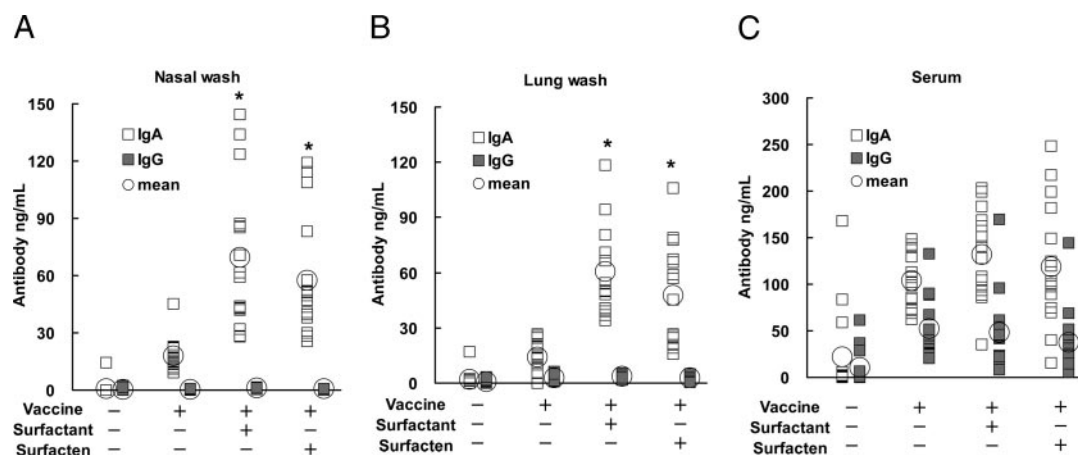 A
B
C
Nasal wash
Lung wash
Serum
Antibody ng/mL
150
120
90
60
30
0
* *
IgA
IgG
mean
Antibody ng/mL
150
120
90
60
30
0
* *
IgA
IgG
mean
Antibody ng/mL
300
250
200
150
100
50
0
IgA
IgG
mean
Vaccine − + + +
Surfactant +
Surfacten +
Vaccine − + + +
Surfactant − − + −
Surfacten − − − +
Vaccine − + + +
Surfactant − − + −
Surfacten − − − +